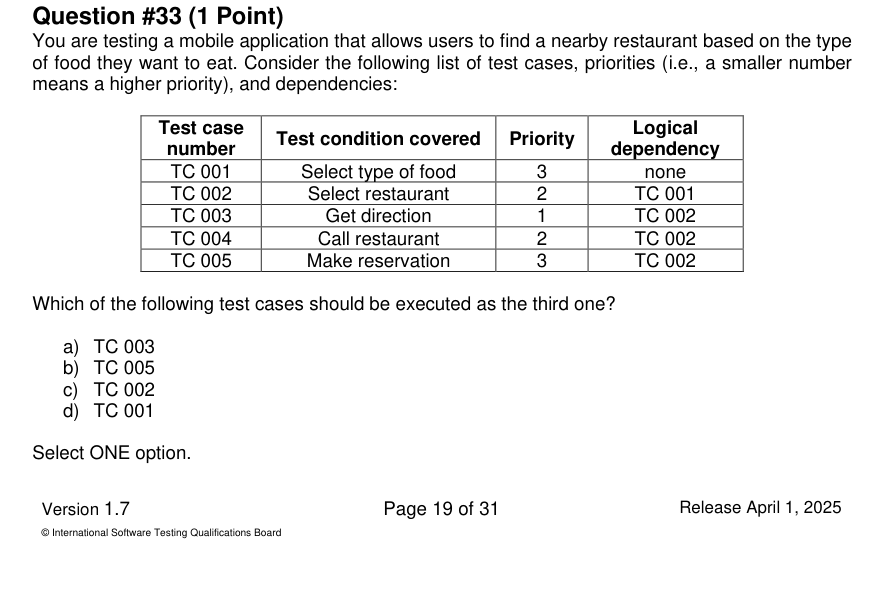 Question #33 (1 Point)
You are testing a mobile application that allows users to find a nearby restaurant based on the type
of food they want to eat. Consider the following list of test cases, priorities (i.e., a smaller number
means a higher priority), and dependencies:
Test case number Test condition covered Priority Logical dependency
TC 001 Select type of food 3 none
TC 002 Select restaurant 2 TC 001
TC 003 Get direction 1 TC 002
TC 004 Call restaurant 2 TC 002
TC 005 Make reservation 3 TC 002
Which of the following test cases should be executed as the third one?
a) TC 003
b) TC 005
c) TC 002
d) TC 001
Select ONE option.
Version 1.7 Page 19 of 31 Release April 1, 2025
© International Software Testing Qualifications Board